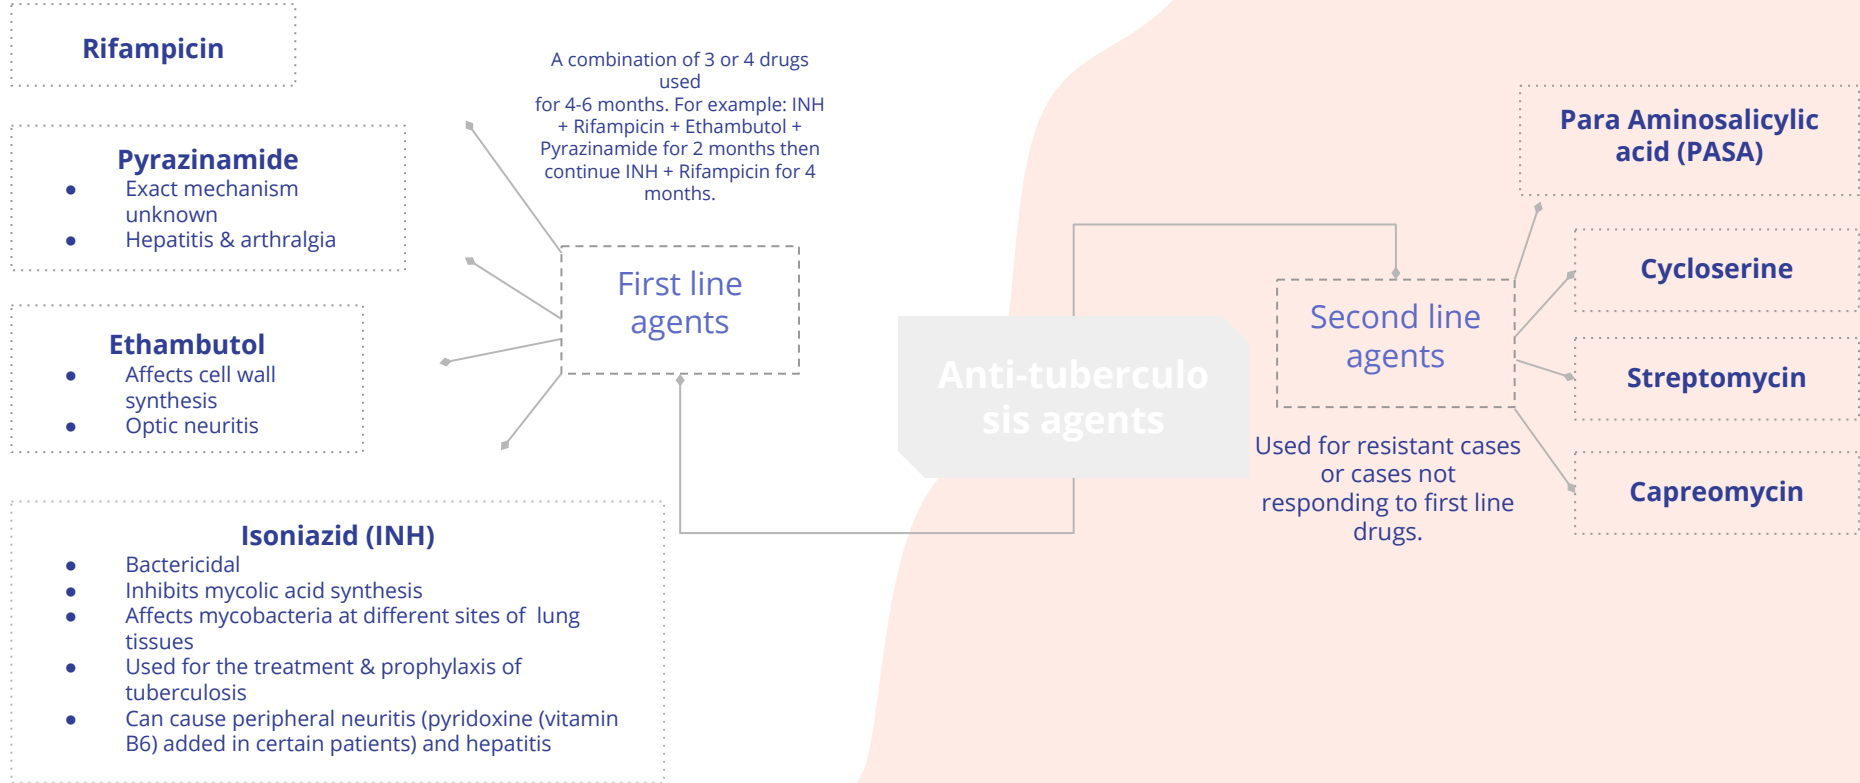 Rifampicin
Pyrazinamide
● Exact mechanism
unknown
● Hepatitis & arthralgia
Ethambutol
● Affects cell wall
synthesis
● Optic neuritis
Isoniazid (INH)
● Bactericidal
● Inhibits mycolic acid synthesis
● Affects mycobacteria at different sites of  lung
tissues
● Used for the treatment & prophylaxis of
tuberculosis
● Can cause peripheral neuritis (pyridoxine (vitamin
B6) added in certain patients) and hepatitis
A combination of 3 or 4 drugs
used
for 4-6 months. For example: INH
+ Rifampicin + Ethambutol +
Pyrazinamide for 2 months then
continue INH + Rifampicin for 4
months.
First line
agents
Anti-tuberculo
sis agents
Second line
agents
Used for resistant cases
or cases not
responding to first line
drugs.
Para Aminosalicylic
acid (PASA)
Cycloserine
Streptomycin
Capreomycin